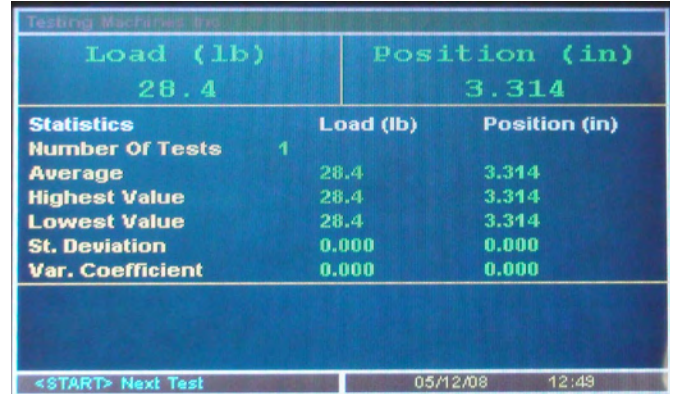 Testing Machines Inc
Load (lb) Position (in)
28.4 3.314
Statistics Load (lb) Position (in)
Number Of Tests 1
Average 28.4 3.314
Highest Value 28.4 3.314
Lowest Value 28.4 3.314
St. Deviation 0.000 0.000
Var. Coefficient 0.000 0.000
<START> Next Test 05/12/08 12:49